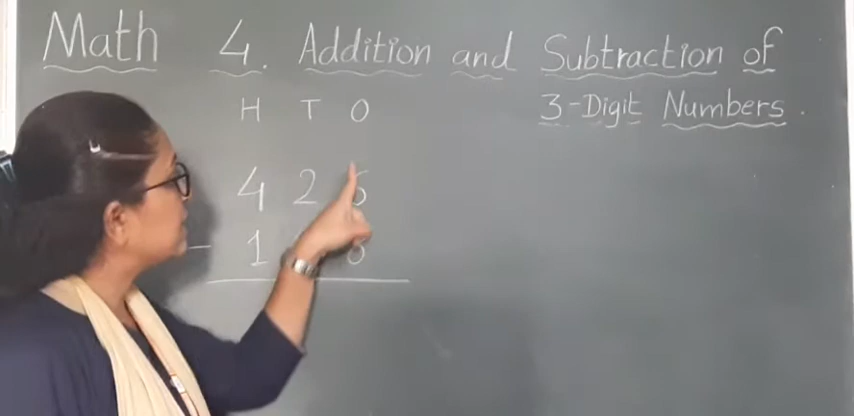 Math 4. Addition and Subtraction of
3-Digit Numbers.
H T O
4 2
- 1